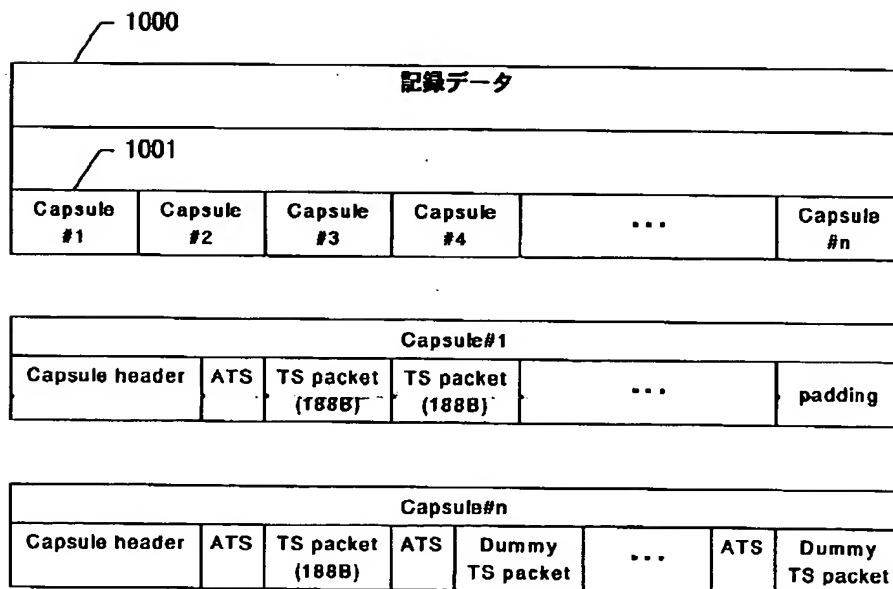 1000
記録データ
1001
Capsule #1
Capsule #2
Capsule #3
Capsule #4
...
Capsule #n
Capsule#1
Capsule header
ATS
TS packet (188B)
TS packet (188B)
...
padding
Capsule#n
Capsule header
ATS
TS packet (188B)
ATS
Dummy TS packet
...
ATS
Dummy TS packet